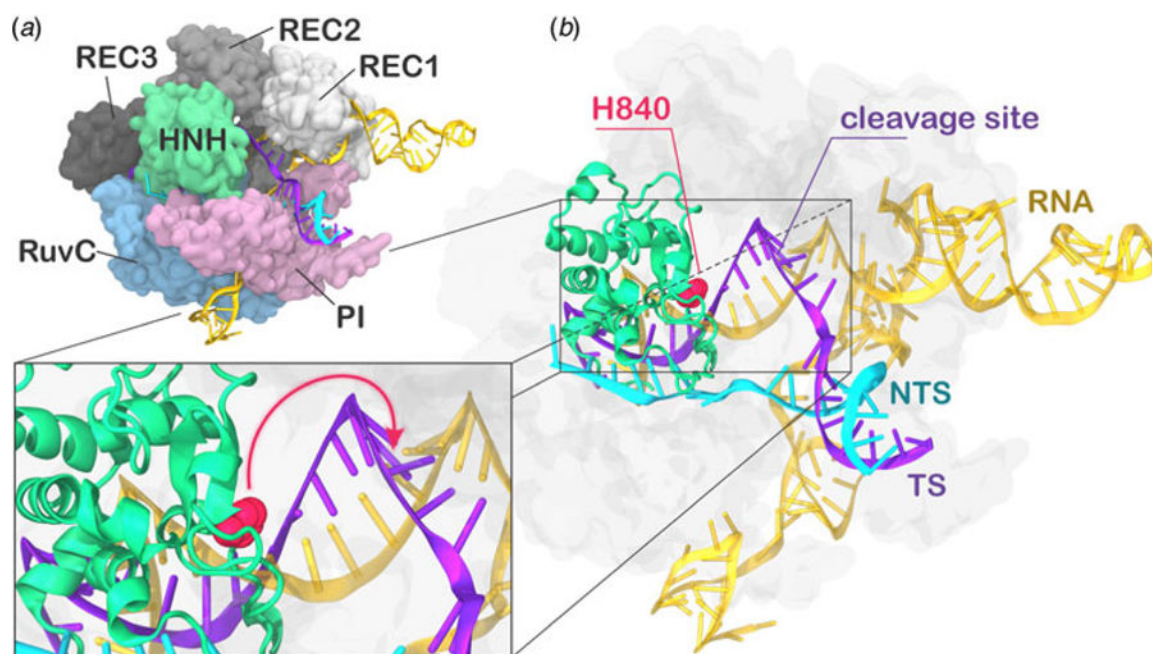 (a)
REC2
REC3
REC1
HNH
RuvC
PI
(b)
H840
cleavage site
RNA
NTS
TS